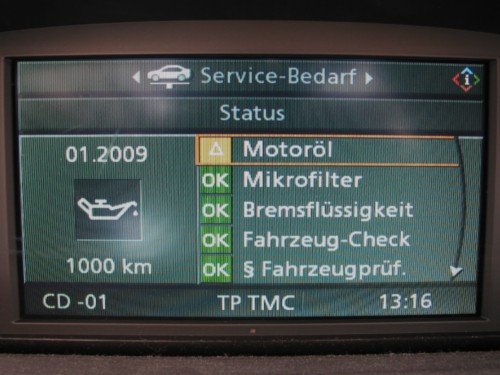 Service-Bedarf
Status
01.2009
Motoröl
OK Mikrofilter
OK Bremsflüssigkeit
OK Fahrzeug-Check
1000 km
OK § Fahrzeugprüf.
CD -01 TP TMC 13:16